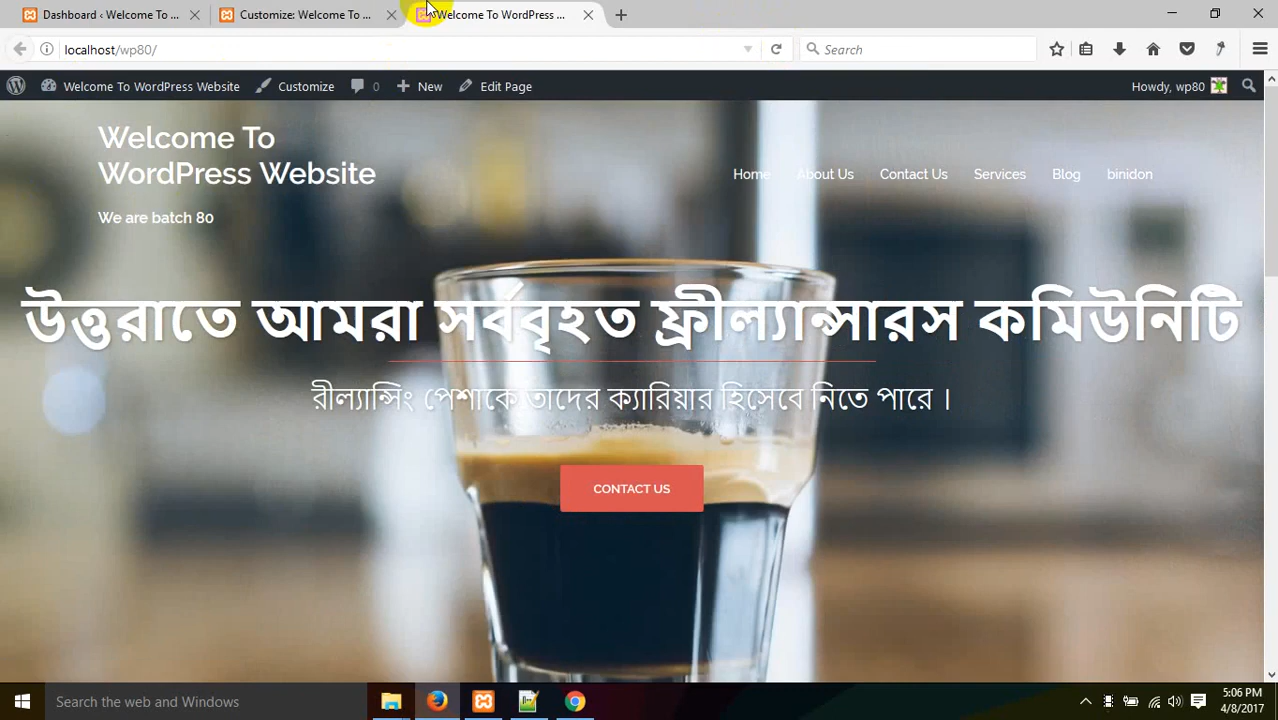 Dashboard ‹ Welcome To ...
Customize: Welcome To ...
Welcome To WordPress ...
localhost/wp80/
Search
Welcome To WordPress Website
Customize
0
New
Edit Page
Howdy, wp80
Welcome To
WordPress Website
We are batch 80
Home
About Us
Contact Us
Services
Blog
binidon
উত্তরাতে আমরা সর্ববৃহত ফ্রীল্যান্সারস কমিউনিটি
রীল্যান্সিং পেশাকে তাদের ক্যারিয়ার হিসেবে নিতে পারে ।
CONTACT US
Search the web and Windows
5:06 PM
4/8/2017